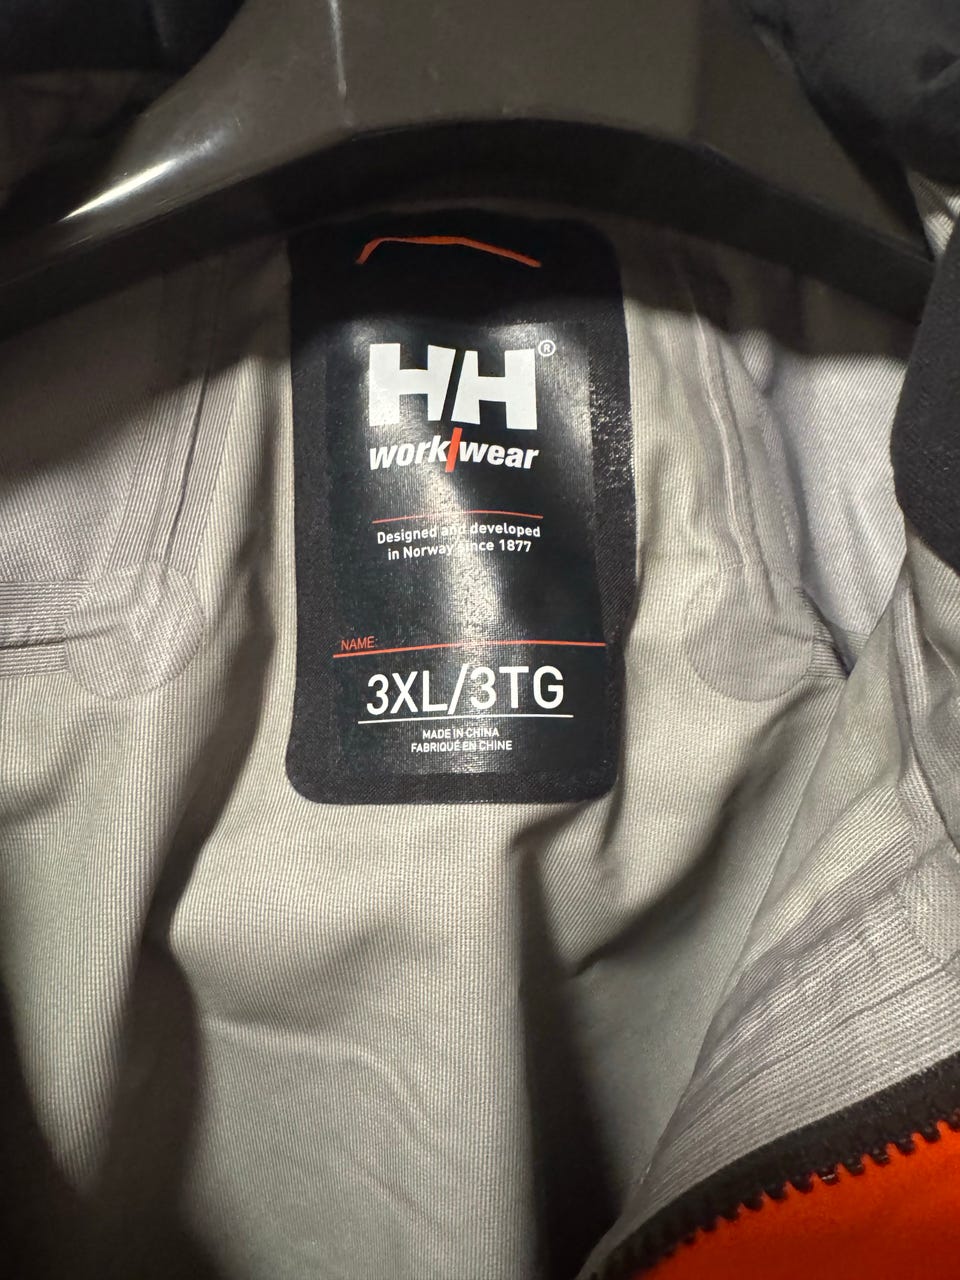 HH®
work/wear
Designed and developed
in Norway since 1877
NAME:
3XL/3TG
MADE IN CHINA
FABRIQUÉ EN CHINE